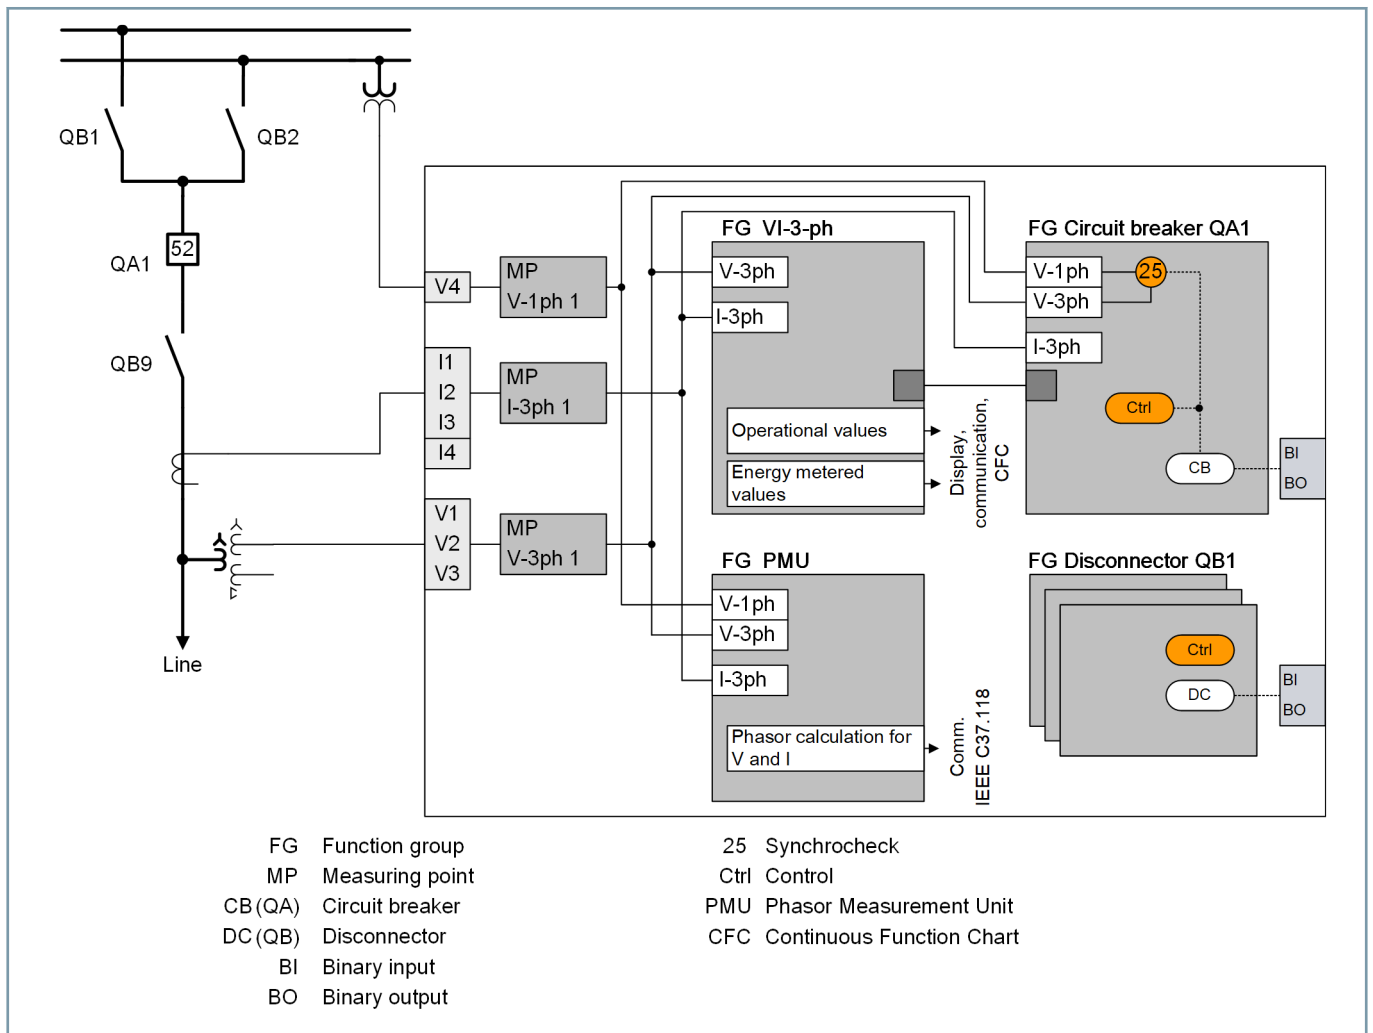 QB1
QB2
52
QA1
QB9
Line
V4
I1
I2
I3
I4
V1
V2
V3
MP
V-1ph 1
MP
I-3ph 1
MP
V-3ph 1
FG VI-3-ph
V-3ph
I-3ph
Operational values
Energy metered
values
Display,
communication,
CFC
FG Circuit breaker QA1
V-1ph
V-3ph
I-3ph
25
Ctrl
CB
BI
BO
FG PMU
V-1ph
V-3ph
I-3ph
Phasor calculation for
V and I
Comm.
IEEE C37.118
FG Disconnector QB1
Ctrl
DC
BI
BO
FG Function group
MP Measuring point
CB (QA) Circuit breaker
DC (QB) Disconnector
BI Binary input
BO Binary output
25 Synchrocheck
Ctrl Control
PMU Phasor Measurement Unit
CFC Continuous Function Chart